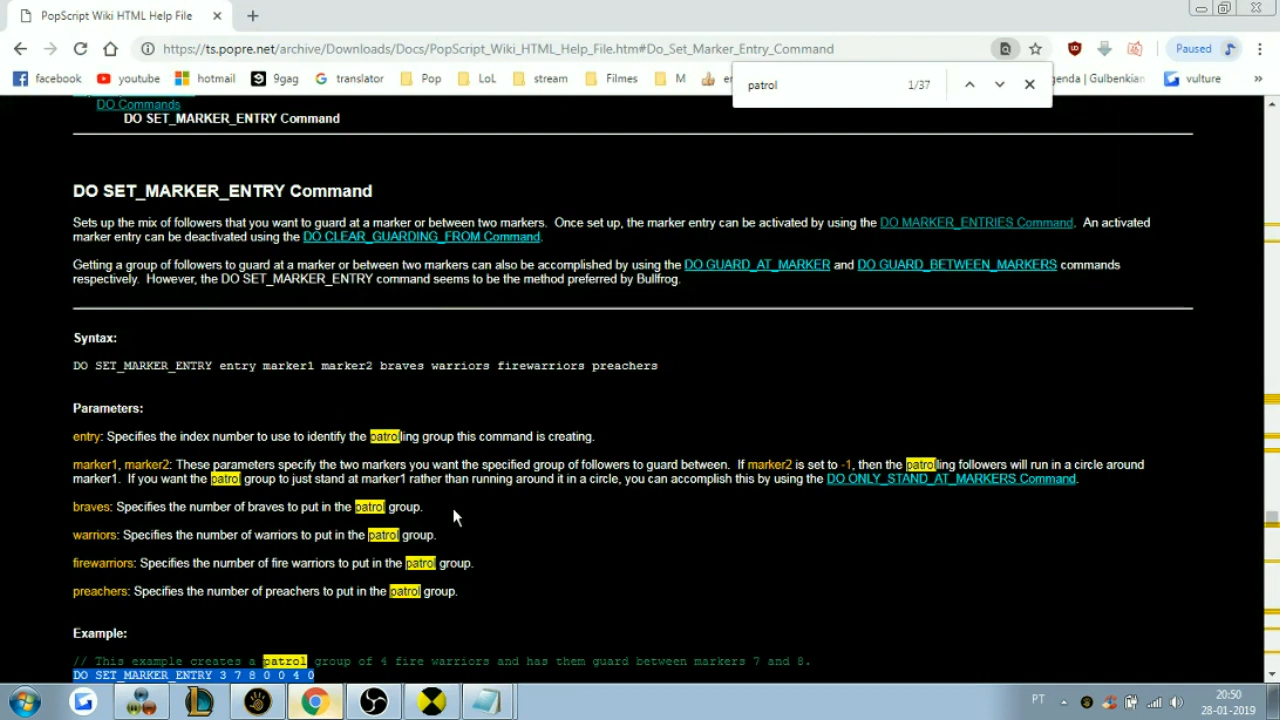 PopScript Wiki HTML Help File
https://ts.popre.net/archive/Downloads/Docs/PopScript_Wiki_HTML_Help_File.htm#Do_Set_Marker_Entry_Command
Paused
facebook youtube hotmail 9gag translator Pop LoL stream Filmes M genda | Gulbenkian vulture »
patrol 1/37
DO Commands
DO SET_MARKER_ENTRY Command
DO SET_MARKER_ENTRY Command
Sets up the mix of followers that you want to guard at a marker or between two markers. Once set up, the marker entry can be activated by using the DO MARKER_ENTRIES Command. An activated
marker entry can be deactivated using the DO CLEAR_GUARDING_FROM Command.
Getting a group of followers to guard at a marker or between two markers can also be accomplished by using the DO GUARD_AT_MARKER and DO GUARD_BETWEEN_MARKERS commands
respectively. However, the DO SET_MARKER_ENTRY command seems to be the method preferred by Bullfrog.
Syntax:
DO SET_MARKER_ENTRY entry marker1 marker2 braves warriors firewarriors preachers
Parameters:
entry: Specifies the index number to use to identify the patrolling group this command is creating.
marker1, marker2: These parameters specify the two markers you want the specified group of followers to guard between. If marker2 is set to -1, then the patrolling followers will run in a circle around
marker1. If you want the patrol group to just stand at marker1 rather than running around it in a circle, you can accomplish this by using the DO ONLY_STAND_AT_MARKERS Command.
braves: Specifies the number of braves to put in the patrol group.
warriors: Specifies the number of warriors to put in the patrol group.
firewarriors: Specifies the number of fire warriors to put in the patrol group.
preachers: Specifies the number of preachers to put in the patrol group.
Example:
// This example creates a patrol group of 4 fire warriors and has them guard between markers 7 and 8.
DO SET_MARKER_ENTRY 3 7 8 0 0 4 0
PT
20:50
28-01-2019